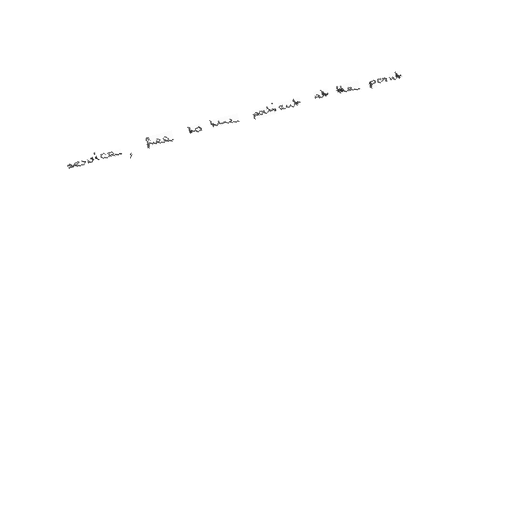 service, free to the patient at the point